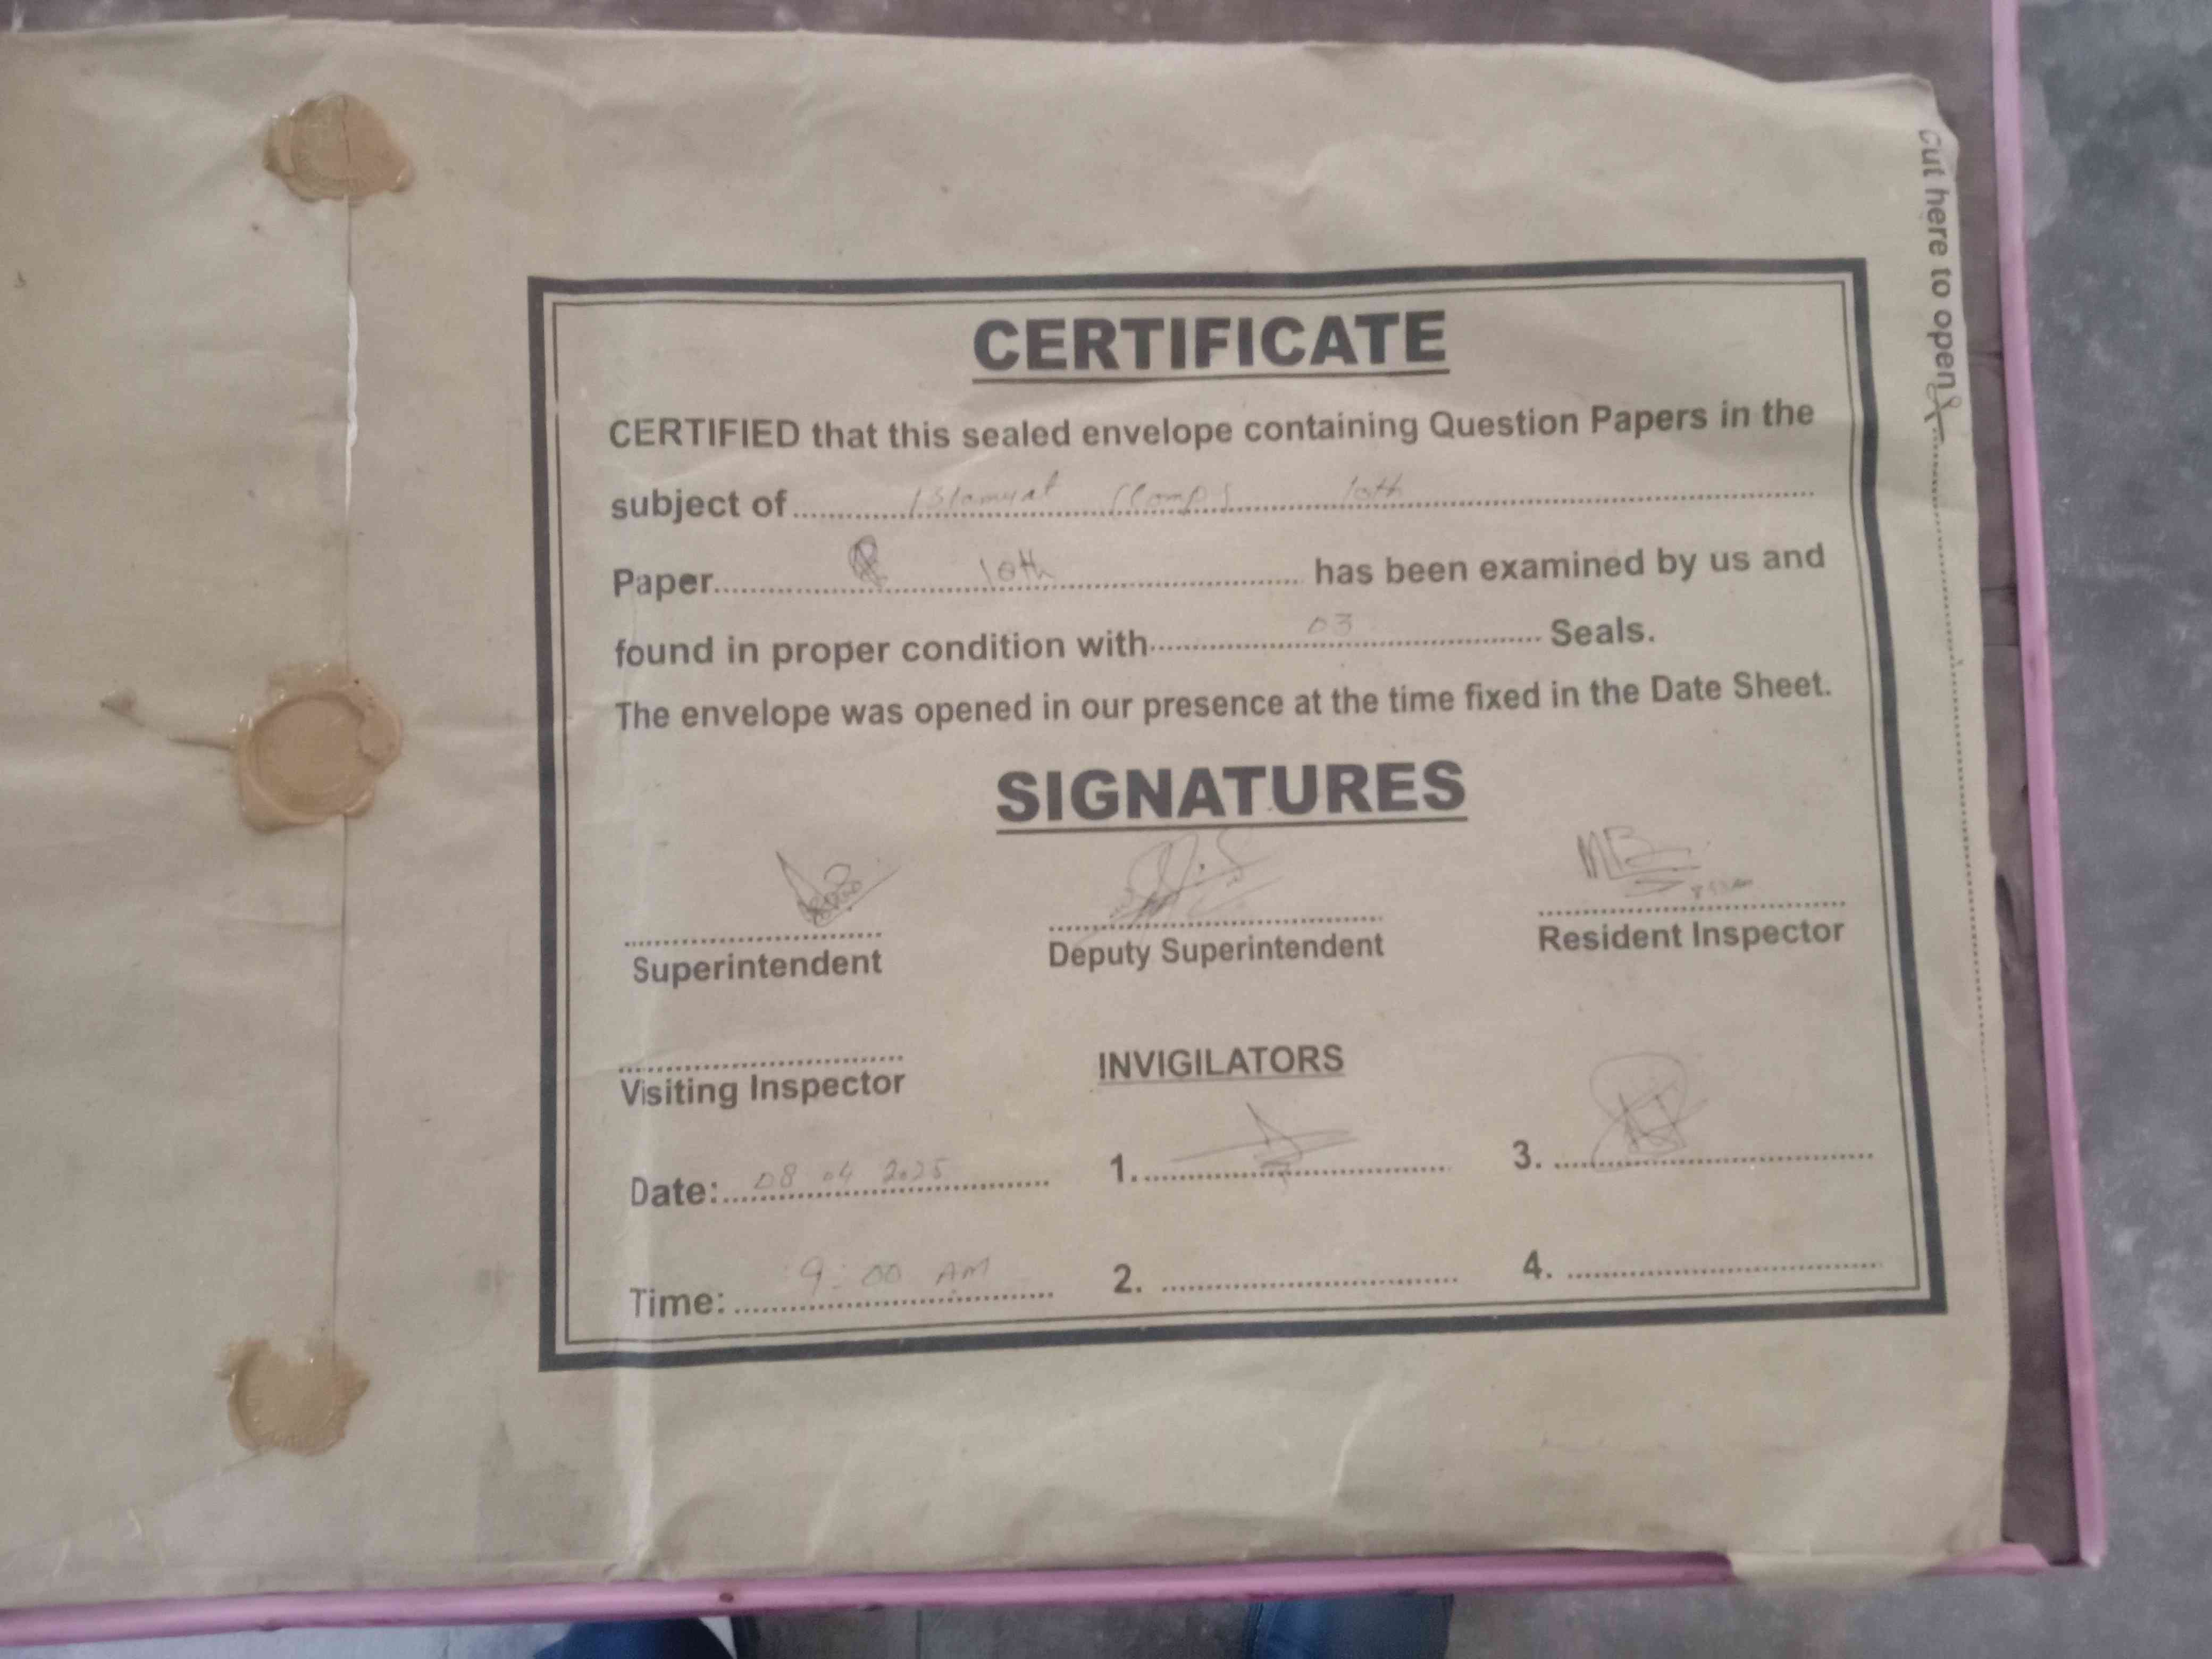 cut here to open
CERTIFICATE
CERTIFIED that this sealed envelope containing Question Papers in the
subject of Islamyat (Comp) 10th
Paper 10th has been examined by us and
found in proper condition with 03 Seals.
The envelope was opened in our presence at the time fixed in the Date Sheet.
SIGNATURES
Superintendent Deputy Superintendent Resident Inspector
Visiting Inspector INVIGILATORS
Date: 08 04 2025 1. 3.
Time: 9:00 AM 2. 4.